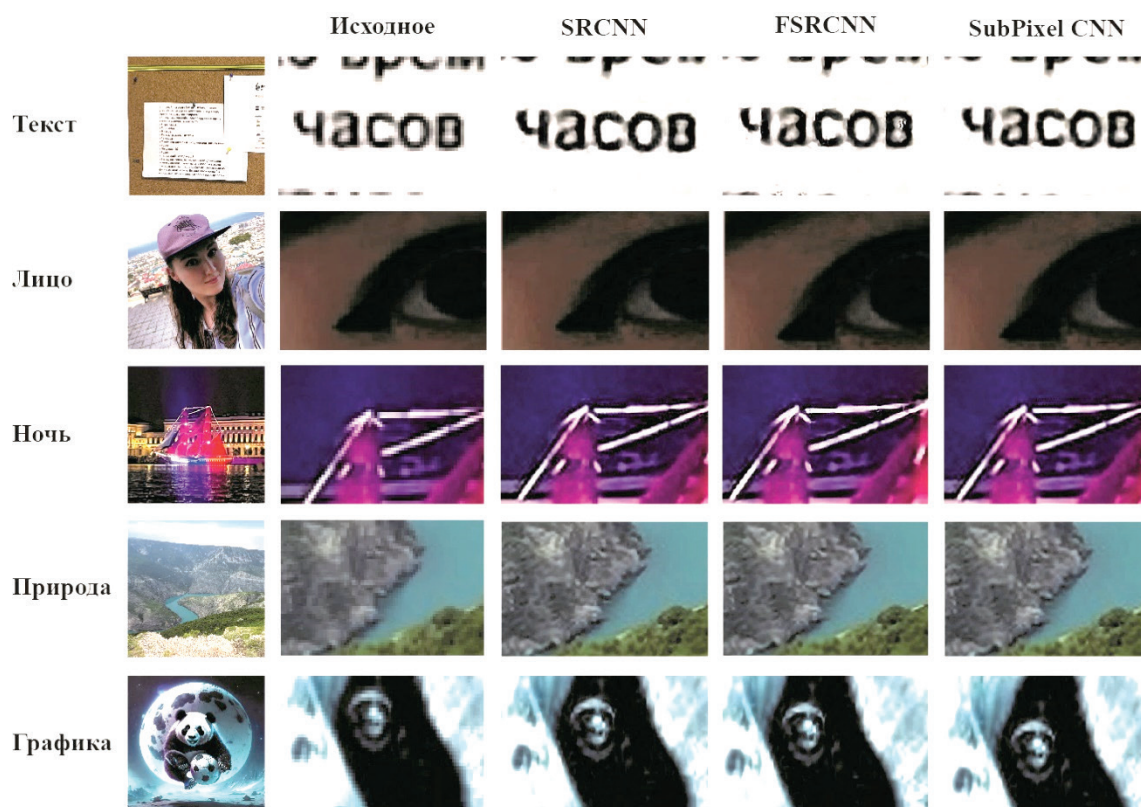 Исходное SRCNN FSRCNN SubPixel CNN
Текст
часов часов часов часов
Лицо
Ночь
Природа
Графика